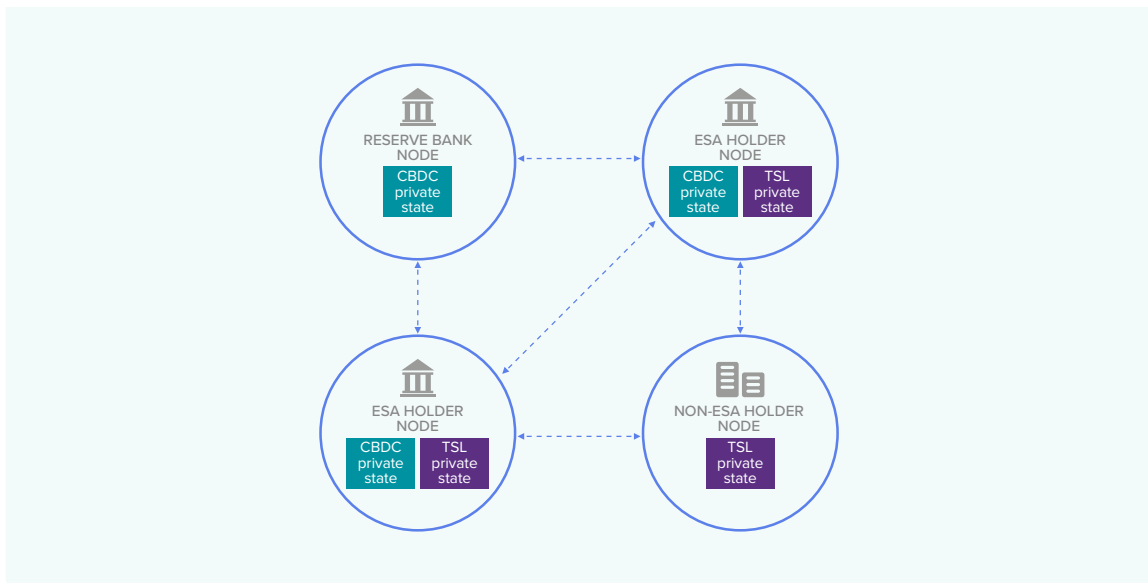 RESERVE BANK
NODE
CBDC
private
state
ESA HOLDER
NODE
CBDC
private
state
TSL
private
state
ESA HOLDER
NODE
CBDC
private
state
TSL
private
state
NON-ESA HOLDER
NODE
TSL
private
state